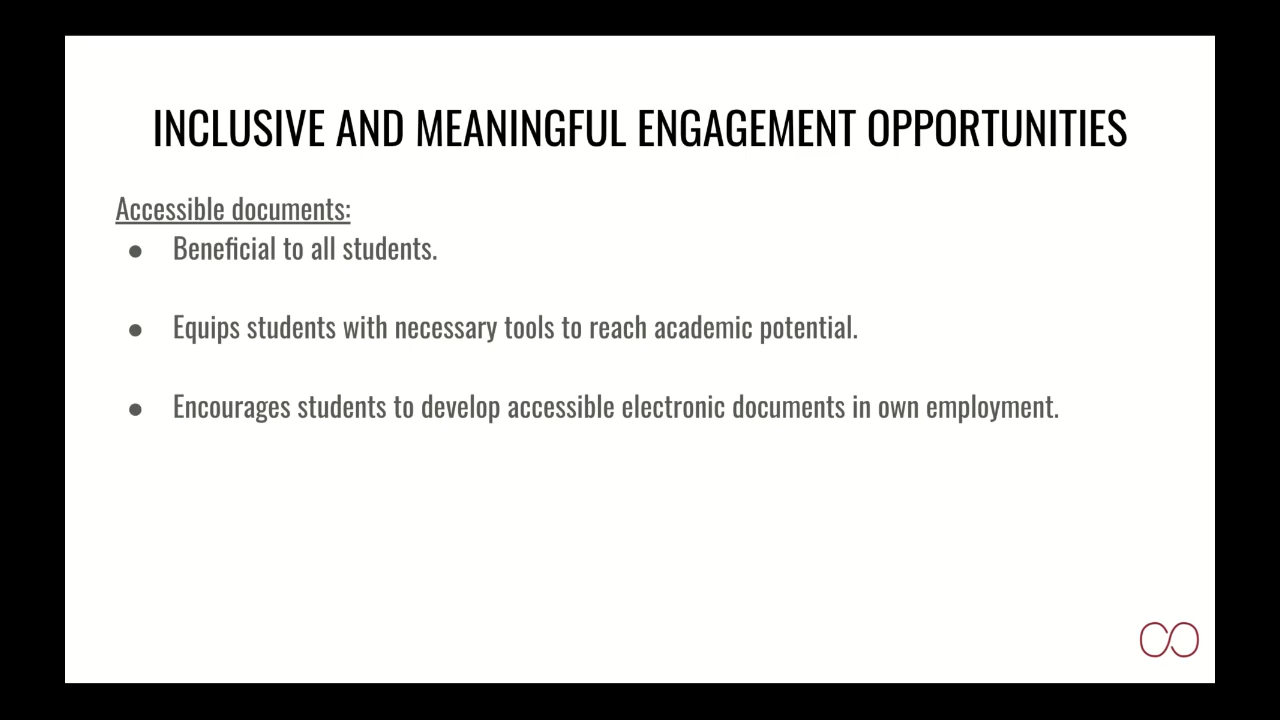 INCLUSIVE AND MEANINGFUL ENGAGEMENT OPPORTUNITIES
Accessible documents:
● Beneficial to all students.
● Equips students with necessary tools to reach academic potential.
● Encourages students to develop accessible electronic documents in own employment.